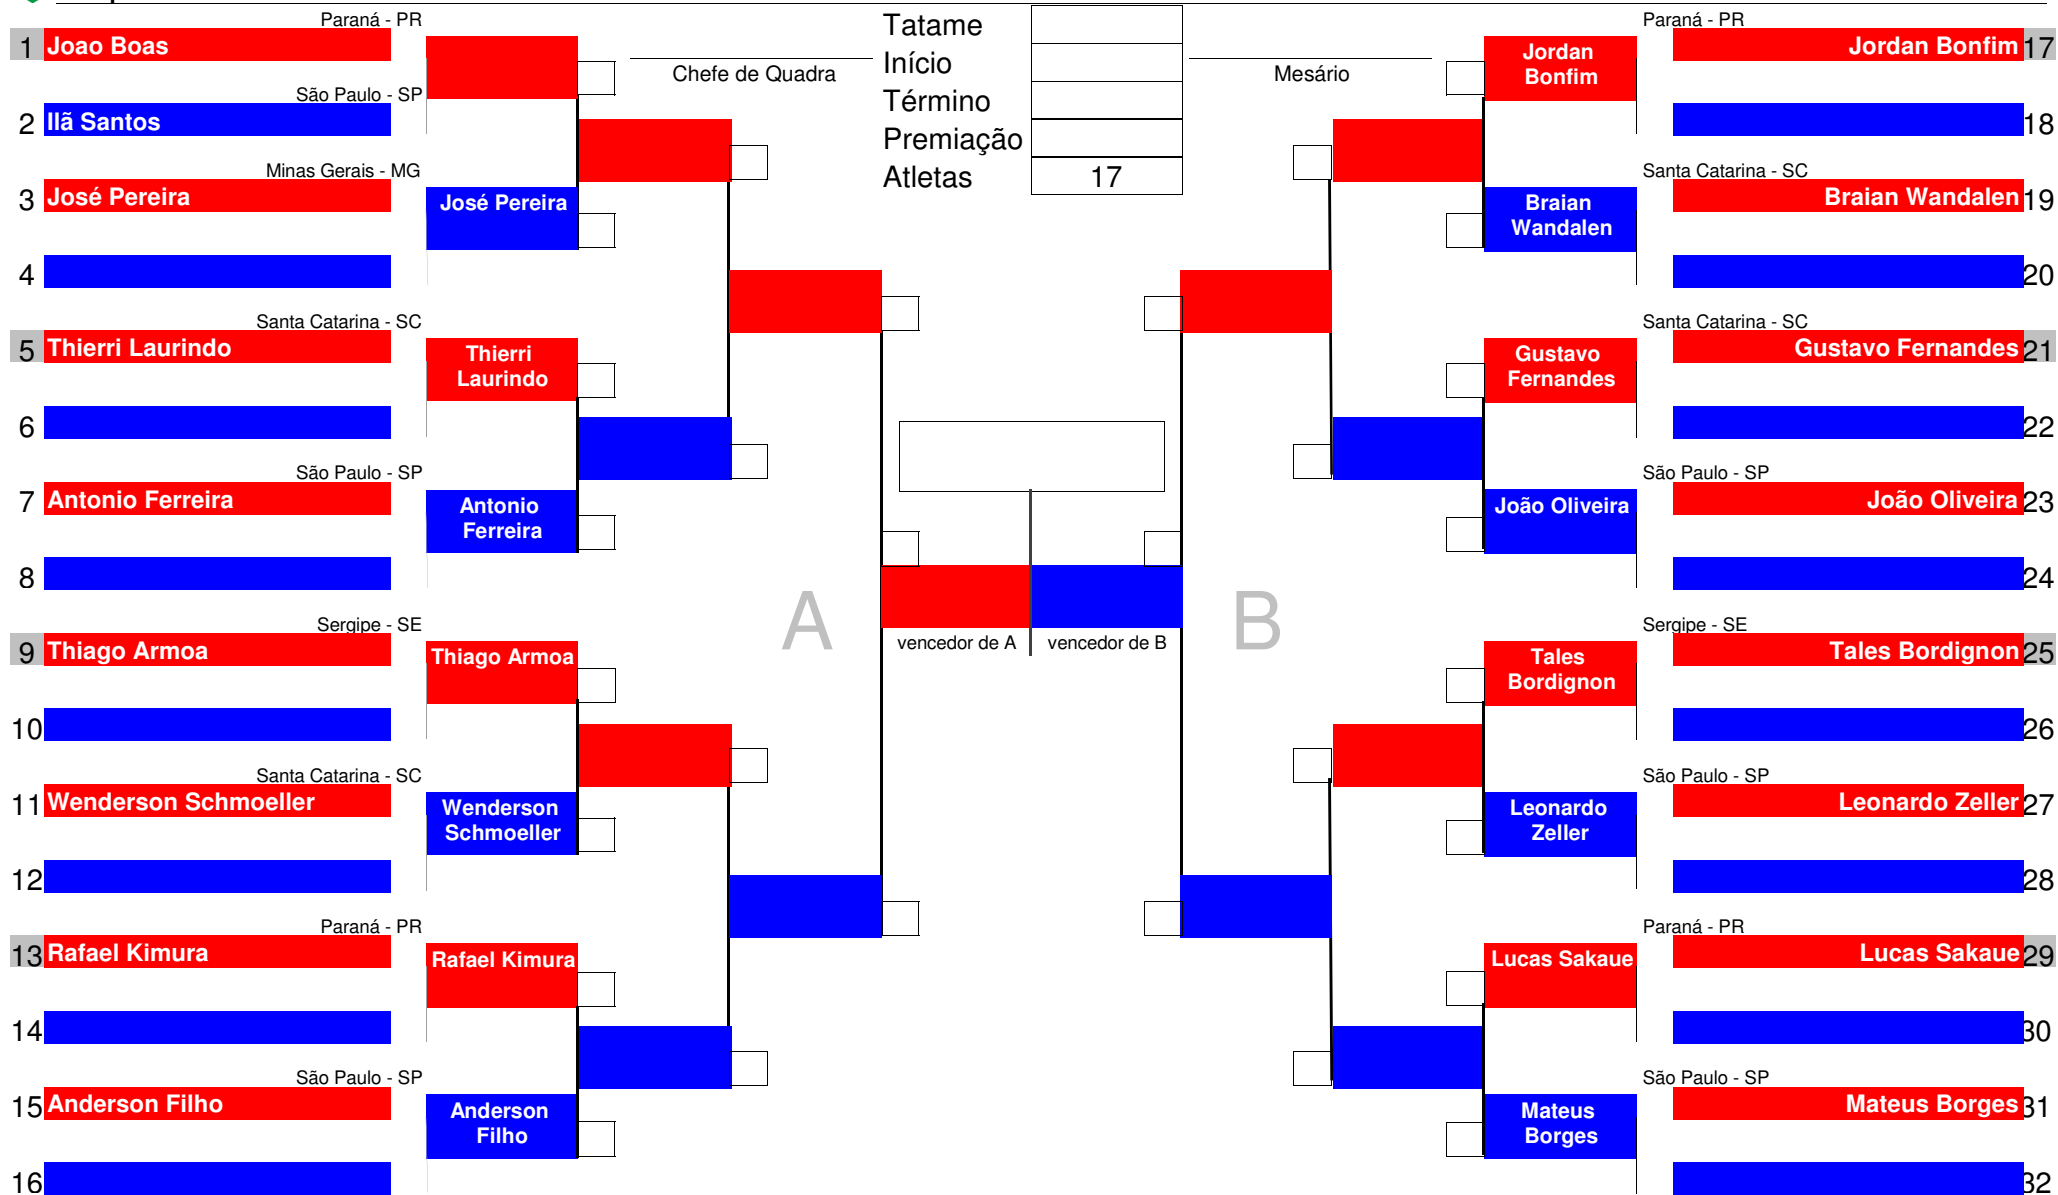 Paraná - PR
1 Joao Boas
São Paulo - SP
2 Ilã Santos
Minas Gerais - MG
3 José Pereira
José Pereira
4
Santa Catarina - SC
5 Thierri Laurindo
Thierri
Laurindo
6
São Paulo - SP
7 Antonio Ferreira
Antonio
Ferreira
8
Sergipe - SE
9 Thiago Armoa
Thiago Armoa
10
Santa Catarina - SC
11 Wenderson Schmoeller
Wenderson
Schmoeller
12
Paraná - PR
13 Rafael Kimura
Rafael Kimura
14
São Paulo - SP
15 Anderson Filho
Anderson
Filho
16
Chefe de Quadra
Tatame
Início
Término
Premiação
Atletas 17
Mesário
A
vencedor de A
vencedor de B
B
Paraná - PR
Jordan Bonfim 17
Jordan
Bonfim
18
Santa Catarina - SC
Braian Wandalen 19
Braian
Wandalen
20
Santa Catarina - SC
Gustavo Fernandes 21
Gustavo
Fernandes
22
São Paulo - SP
João Oliveira 23
João Oliveira
24
Sergipe - SE
Tales Bordignon 25
Tales
Bordignon
26
São Paulo - SP
Leonardo Zeller 27
Leonardo
Zeller
28
Paraná - PR
Lucas Sakaue 29
Lucas Sakaue
30
São Paulo - SP
Mateus Borges 31
Mateus
Borges
32